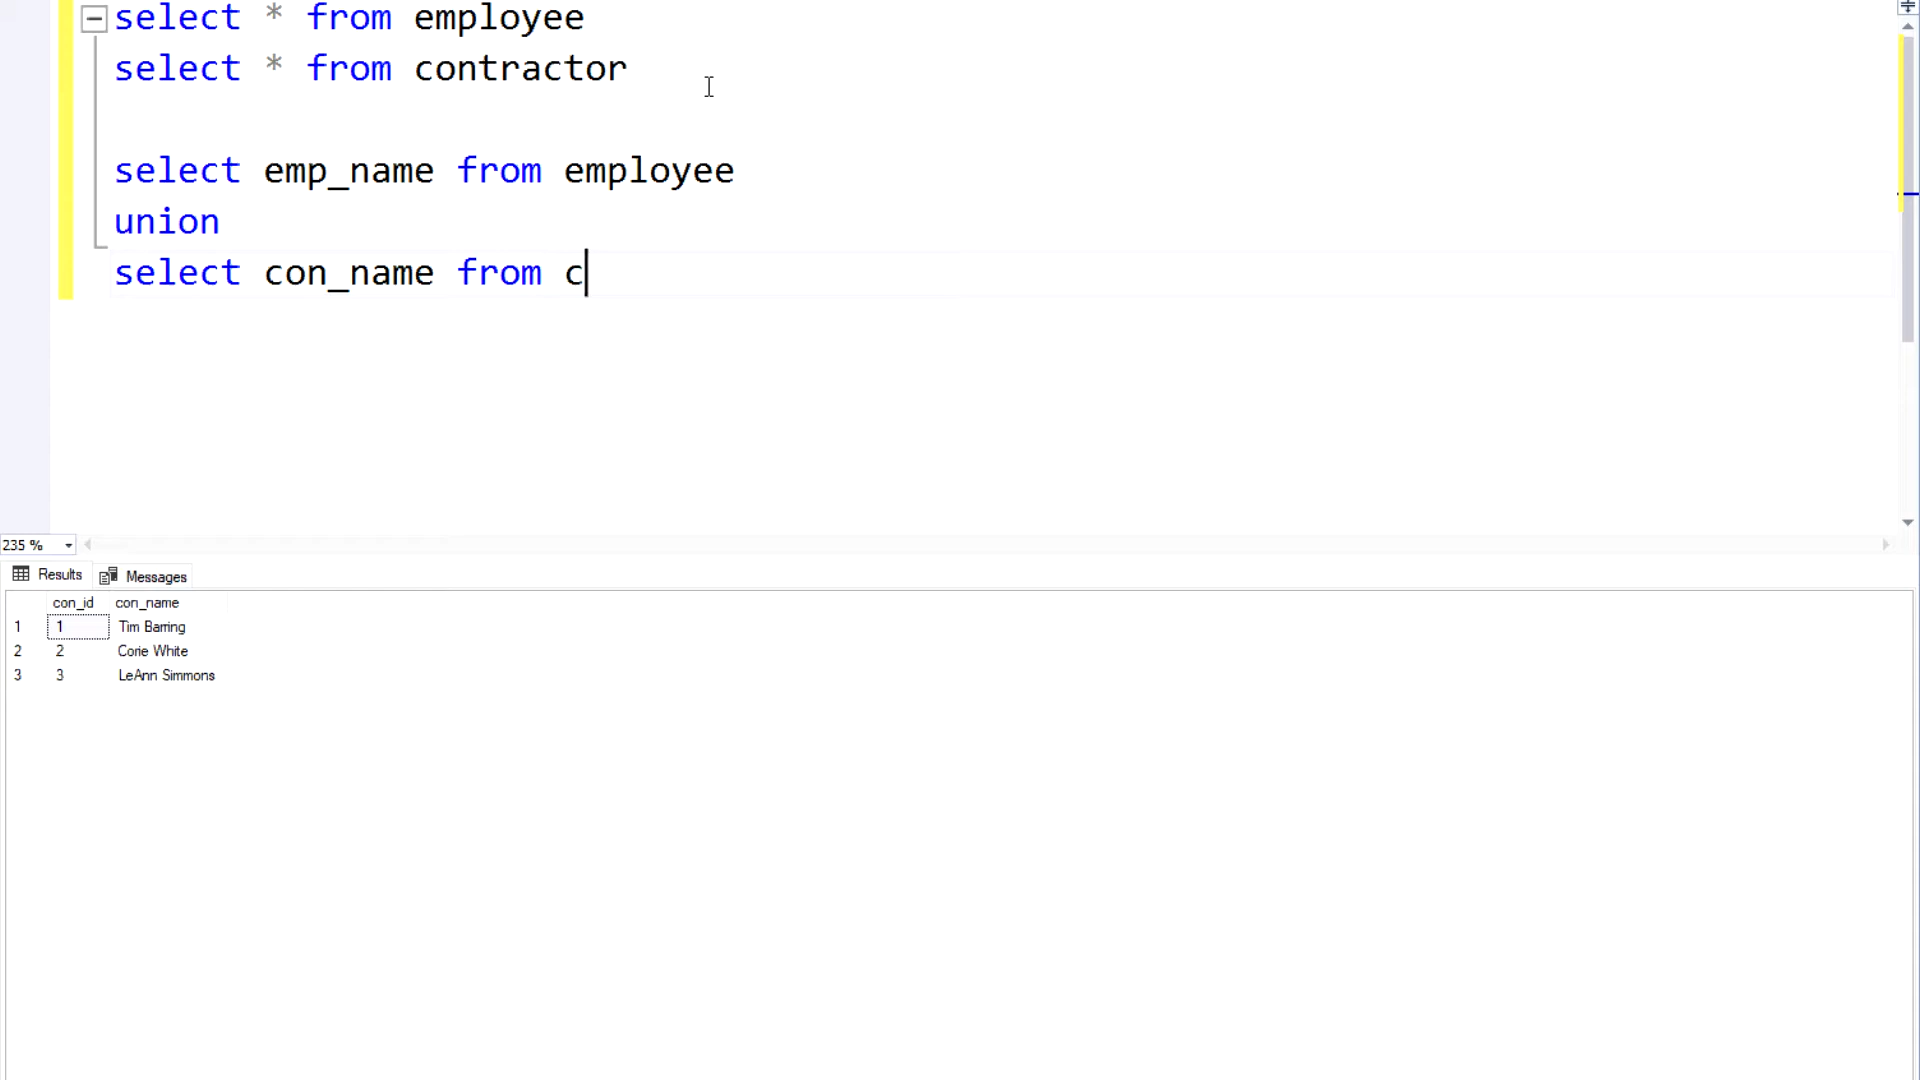 select * from employee
select * from contractor
select emp_name from employee
union
select con_name from c
235 %
Results Messages
con_id con_name
1 1 Tim Barring
2 2 Corie White
3 3 LeAnn Simmons